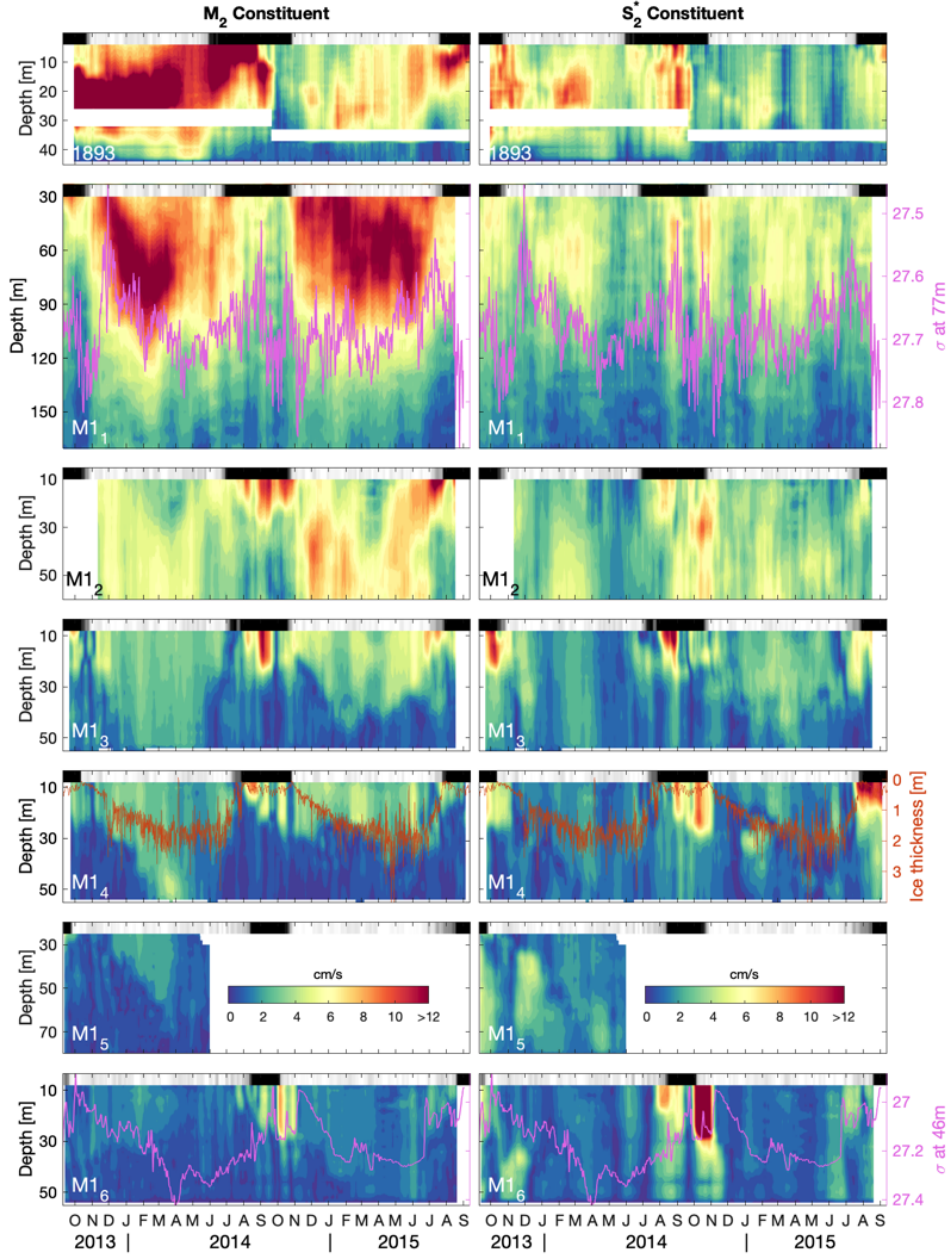 M₂ Constituent S₂* Constituent
Depth [m] 10 20 30 40 1893 1893
Depth [m] 30 60 90 120 150 M1₁ M1₁ 27.5 27.6 27.7 27.8 σ at 77m
Depth [m] 10 30 50 M1₂ M1₂
Depth [m] 10 30 50 M1₃ M1₃
Depth [m] 10 30 50 M1₄ M1₄ 0 1 2 3 Ice thickness [m]
Depth [m] 30 50 70 M1₅ M1₅
cm/s cm/s
0 2 4 6 8 10 >12 0 2 4 6 8 10 >12
Depth [m] 10 30 50 M1₆ M1₆ 27 27.2 27.4 σ at 46m
O N D J F M A M J J A S O N D J F M A M J J A S O N D J F M A M J J A S O N D J F M A M J J A S
2013 | 2014 | 2015 2013 | 2014 | 2015